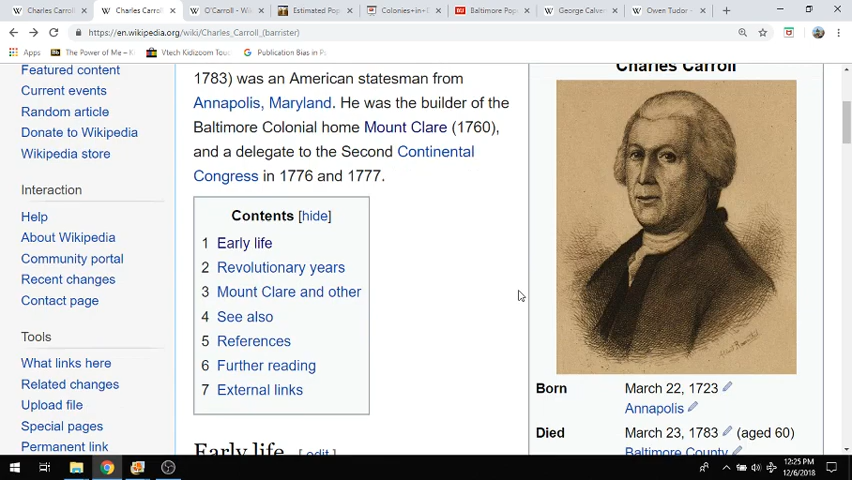 Charles Carroll
Charles Carroll
O'Carroll - Wiki
Estimated Pop
Colonies+in+
Baltimore Pop
George Calver
Owen Tudor -
https://en.wikipedia.org/wiki/Charles_Carroll_(barrister)
The Power of Me – K
Vtech Kidizoom Tou
Publication Bias in P
Featured content
Current events
Random article
Donate to Wikipedia
Wikipedia store
Interaction
Help
About Wikipedia
Community portal
Recent changes
Contact page
Tools
What links here
Related changes
Upload file
Special pages
Permanent link
1783) was an American statesman from
Annapolis, Maryland. He was the builder of the
Baltimore Colonial home Mount Clare (1760),
and a delegate to the Second Continental
Congress in 1776 and 1777.
Contents [hide]
1 Early life
2 Revolutionary years
3 Mount Clare and other
4 See also
5 References
6 Further reading
7 External links
Early life [edit
Charles Carroll
Born March 22, 1723
Annapolis
Died March 23, 1783 (aged 60)
Baltimore County
12:25 PM
12/6/2018